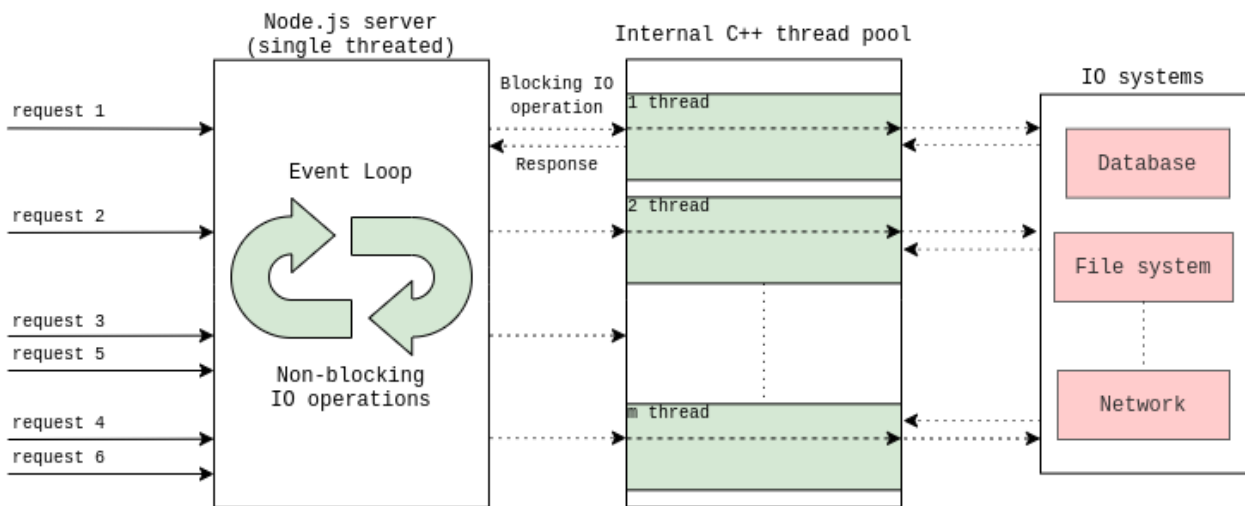 Node.js server
(single threated)
Internal C++ thread pool
IO systems
request 1
Blocking IO
operation
1 thread
Response
Database
Event Loop
request 2
2 thread
File system
request 3
request 5
Non-blocking
IO operations
request 4
m thread
Network
request 6